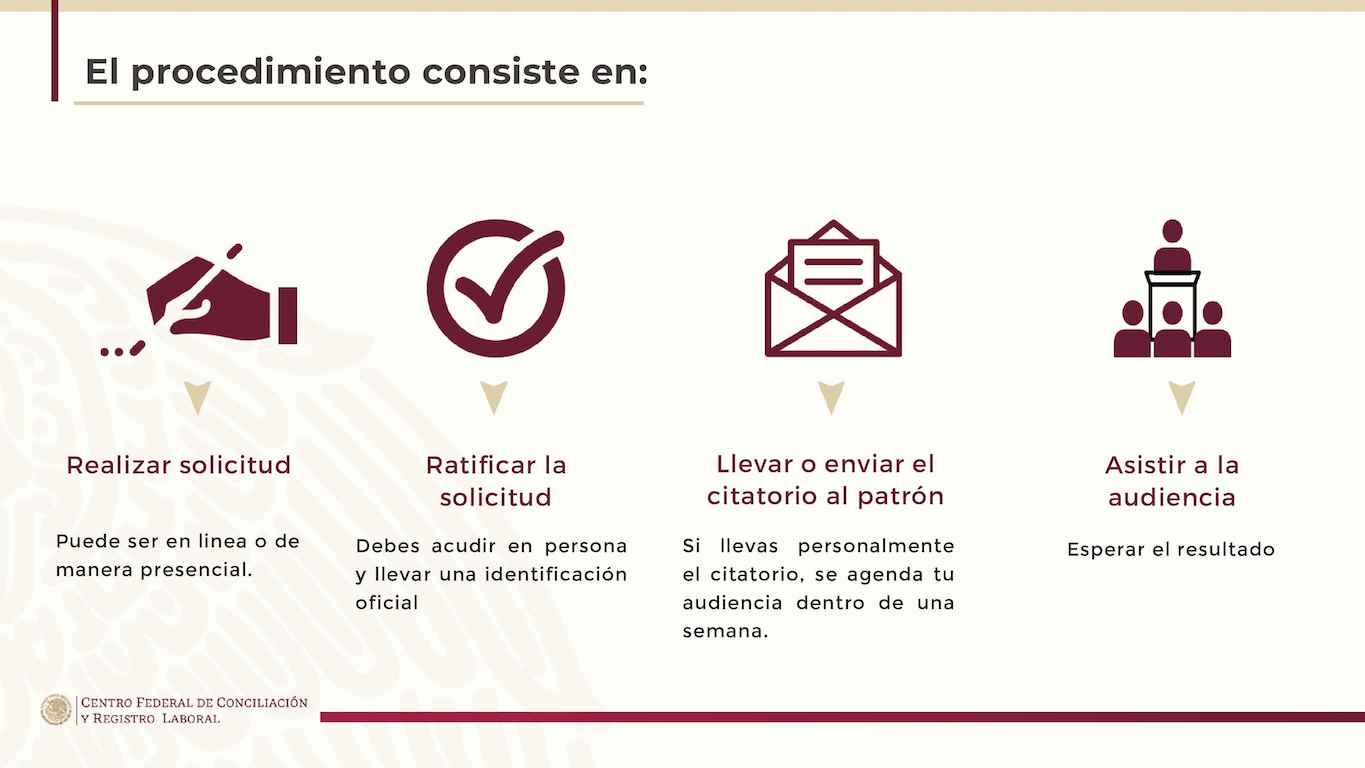 El procedimiento consiste en:
Realizar solicitud
Puede ser en linea o de
manera presencial.
Ratificar la
solicitud
Debes acudir en persona
y llevar una identificación
oficial
Llevar o enviar el
citatorio al patrón
Si llevas personalmente
el citatorio, se agenda tu
audiencia dentro de una
semana.
Asistir a la
audiencia
Esperar el resultado
CENTRO FEDERAL DE CONCILIACIÓN
Y REGISTRO LABORAL